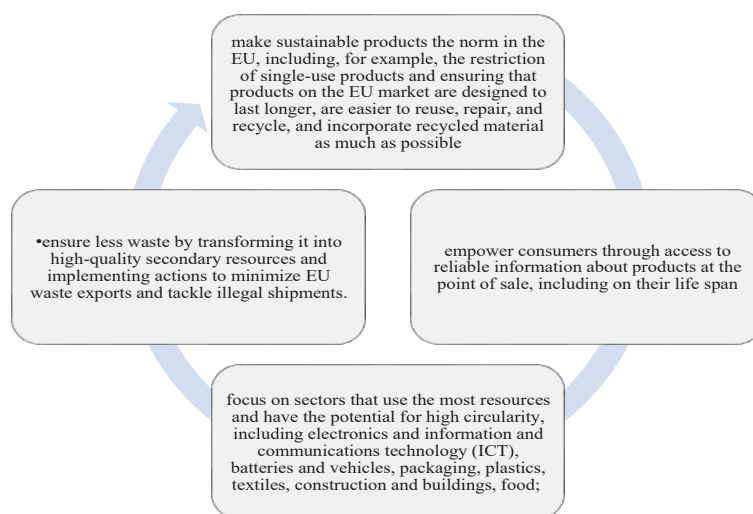 make sustainable products the norm in the
EU, including, for example, the restriction
of single-use products and ensuring that
products on the EU market are designed to
last longer, are easier to reuse, repair, and
recycle, and incorporate recycled material
as much as possible
empower consumers through access to
reliable information about products at the
point of sale, including on their life span
focus on sectors that use the most resources
and have the potential for high circularity,
including electronics and information and
communications technology (ICT),
batteries and vehicles, packaging, plastics,
textiles, construction and buildings, food;
•ensure less waste by transforming it into
high-quality secondary resources and
implementing actions to minimize EU
waste exports and tackle illegal shipments.